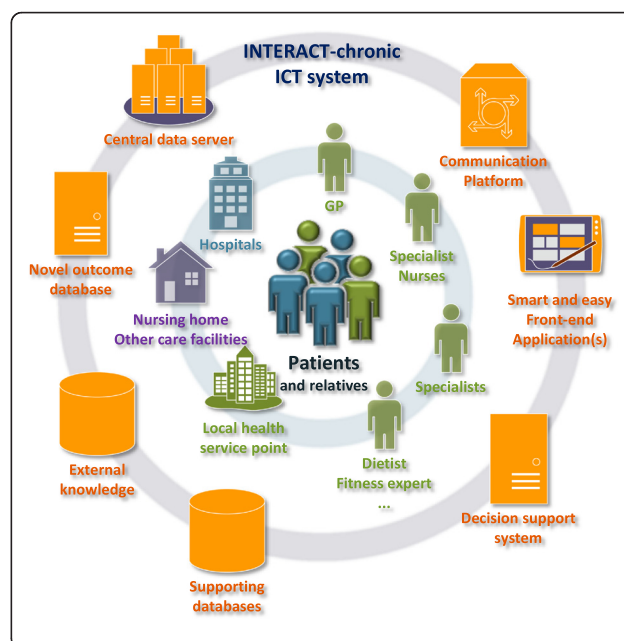 INTERACT-chronic
ICT system
Central data server
Communication
Platform
GP
Hospitals
Specialist
Nurses
Novel outcome
database
Smart and easy
Front-end
Application(s)
Nursing home
Other care facilities
Patients
and relatives
Specialists
Local health
service point
Dietist
Fitness expert
...
External
knowledge
Decision support
system
Supporting
databases